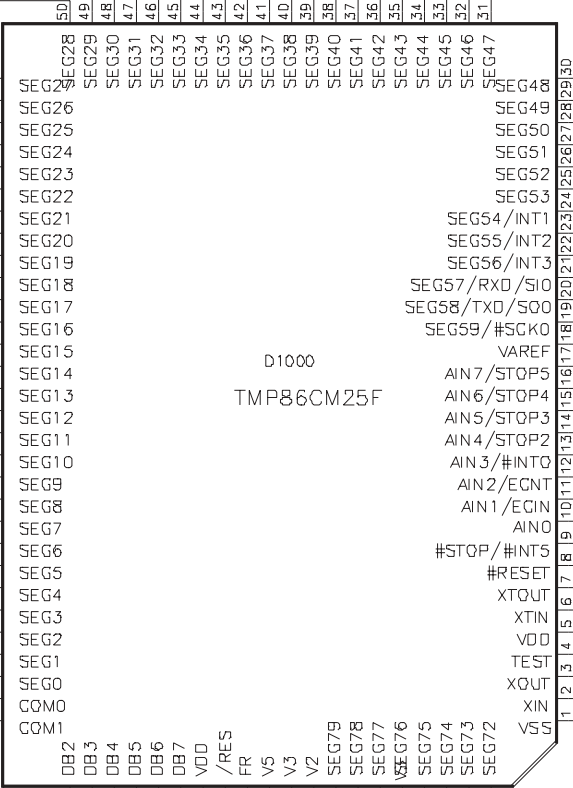 50 49 48 47 46 45 44 43 42 41 40 39 38 37 36 35 34 33 32 31
SEG28 SEG29 SEG30 SEG31 SEG32 SEG33 SEG34 SEG35 SEG36 SEG37 SEG38 SEG39 SEG40 SEG41 SEG42 SEG43 SEG44 SEG45 SEG46 SEG47
30
SEG27 SEG48 29
SEG26 SEG49 28
SEG25 SEG50 27
SEG24 SEG51 26
SEG23 SEG52 25
SEG22 SEG53 24
SEG21 SEG54/INT1 23
SEG20 SEG55/INT2 22
SEG19 SEG56/INT3 21
SEG18 SEG57/RXD/SI0 20
SEG17 SEG58/TXD/SO0 19
SEG16 SEG59/#SCK0 18
SEG15 VAREF 17
D1000
SEG14 AIN7/STOP5 16
SEG13 AIN6/STOP4 15
TMP86CM25F
SEG12 AIN5/STOP3 14
SEG11 AIN4/STOP2 13
SEG10 AIN3/#INT0 12
SEG9 AIN2/ECNT 11
SEG8 AIN1/ECIN 10
SEG7 AIN0 9
SEG6 #STOP/#INT5 8
SEG5 #RESET 7
SEG4 XTOUT 6
SEG3 XTIN 5
SEG2 VDD 4
SEG1 TEST 3
SEG0 XOUT 2
COM0 XIN 1
COM1 VSS
DB2 DB3 DB4 DB5 DB6 DB7 VDD /RES FR V5 V3 V2 SEG79 SEG78 SEG77 SEG76 SEG75 SEG74 SEG73 SEG72